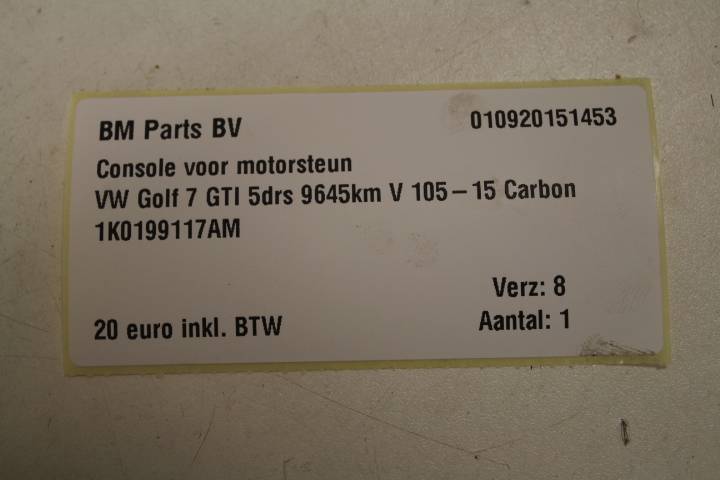 BM Parts BV
010920151453
Console voor motorsteun
VW Golf 7 GTI 5drs 9645km V 105-15 Carbon
1K0199117AM
Verz: 8
20 euro inkl. BTW
Aantal: 1